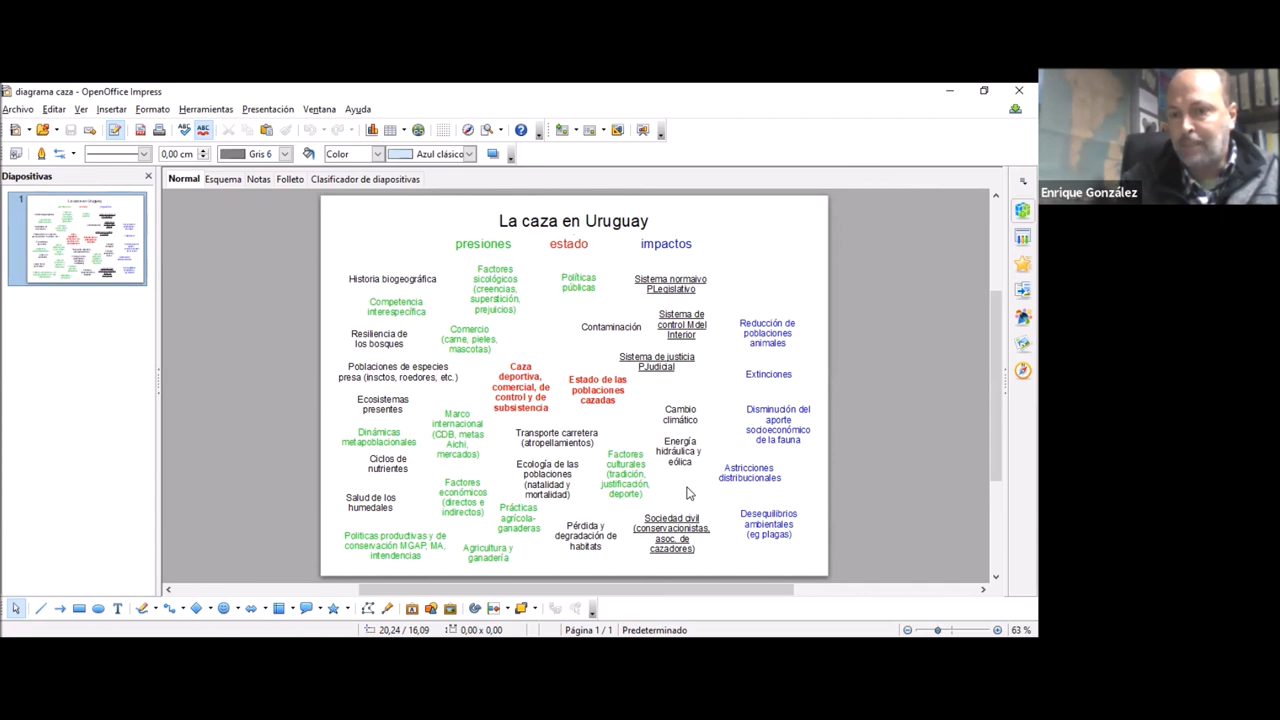 diagrama caza - OpenOffice Impress
Archivo Editar Ver Insertar Formato Herramientas Presentación Ventana Ayuda
0,00 cm Gris 6 Color Azul clásico
Diapositivas
Normal Esquema Notas Folleto Clasificador de diapositivas
Enrique González
1
La caza en Uruguay
presiones estado impactos
Historia biogeográfica
Competencia
interespecífica
Resiliencia de
los bosques
Poblaciones de especies
presa (insctos, roedores, etc.)
Ecosistemas
presentes
Dinámicas
metapoblacionales
Ciclos de
nutrientes
Salud de los
humedales
Politicas productivas y de
conservación MGAP, MA,
intendencias
Factores
sicológicos
(creencias,
superstición,
prejuicios)
Comercio
(carne, pieles,
mascotas)
Marco
internacional
(CDB, metas
Aichi,
mercados)
Factores
económicos
(directos e
indirectos)
Agricultura y
ganadería
Caza
deportiva,
comercial, de
control y de
subsistencia
Transporte carretera
(atropellamientos)
Ecología de las
poblaciones
(natalidad y
mortalidad)
Prácticas
agrícola-
ganaderas
Políticas
públicas
Contaminación
Estado de las
poblaciones
cazadas
Factores
culturales
(tradición,
justificación,
deporte)
Pérdida y
degradación de
habitats
Sistema normaivo
PLegislativo
Sistema de
control Mdel
Interior
Sistema de justicia
PJudicial
Cambio
climático
Energía
hidráulica y
eólica
Sociedad civil
(conservacionistas,
asoc. de
cazadores)
Reducción de
poblaciones
animales
Extinciones
Disminución del
aporte
socioeconómico
de la fauna
Astricciones
distribucionales
Desequilibrios
ambientales
(eg plagas)
20,24 / 16,09 0,00 x 0,00 Página 1 / 1 Predeterminado 63 %